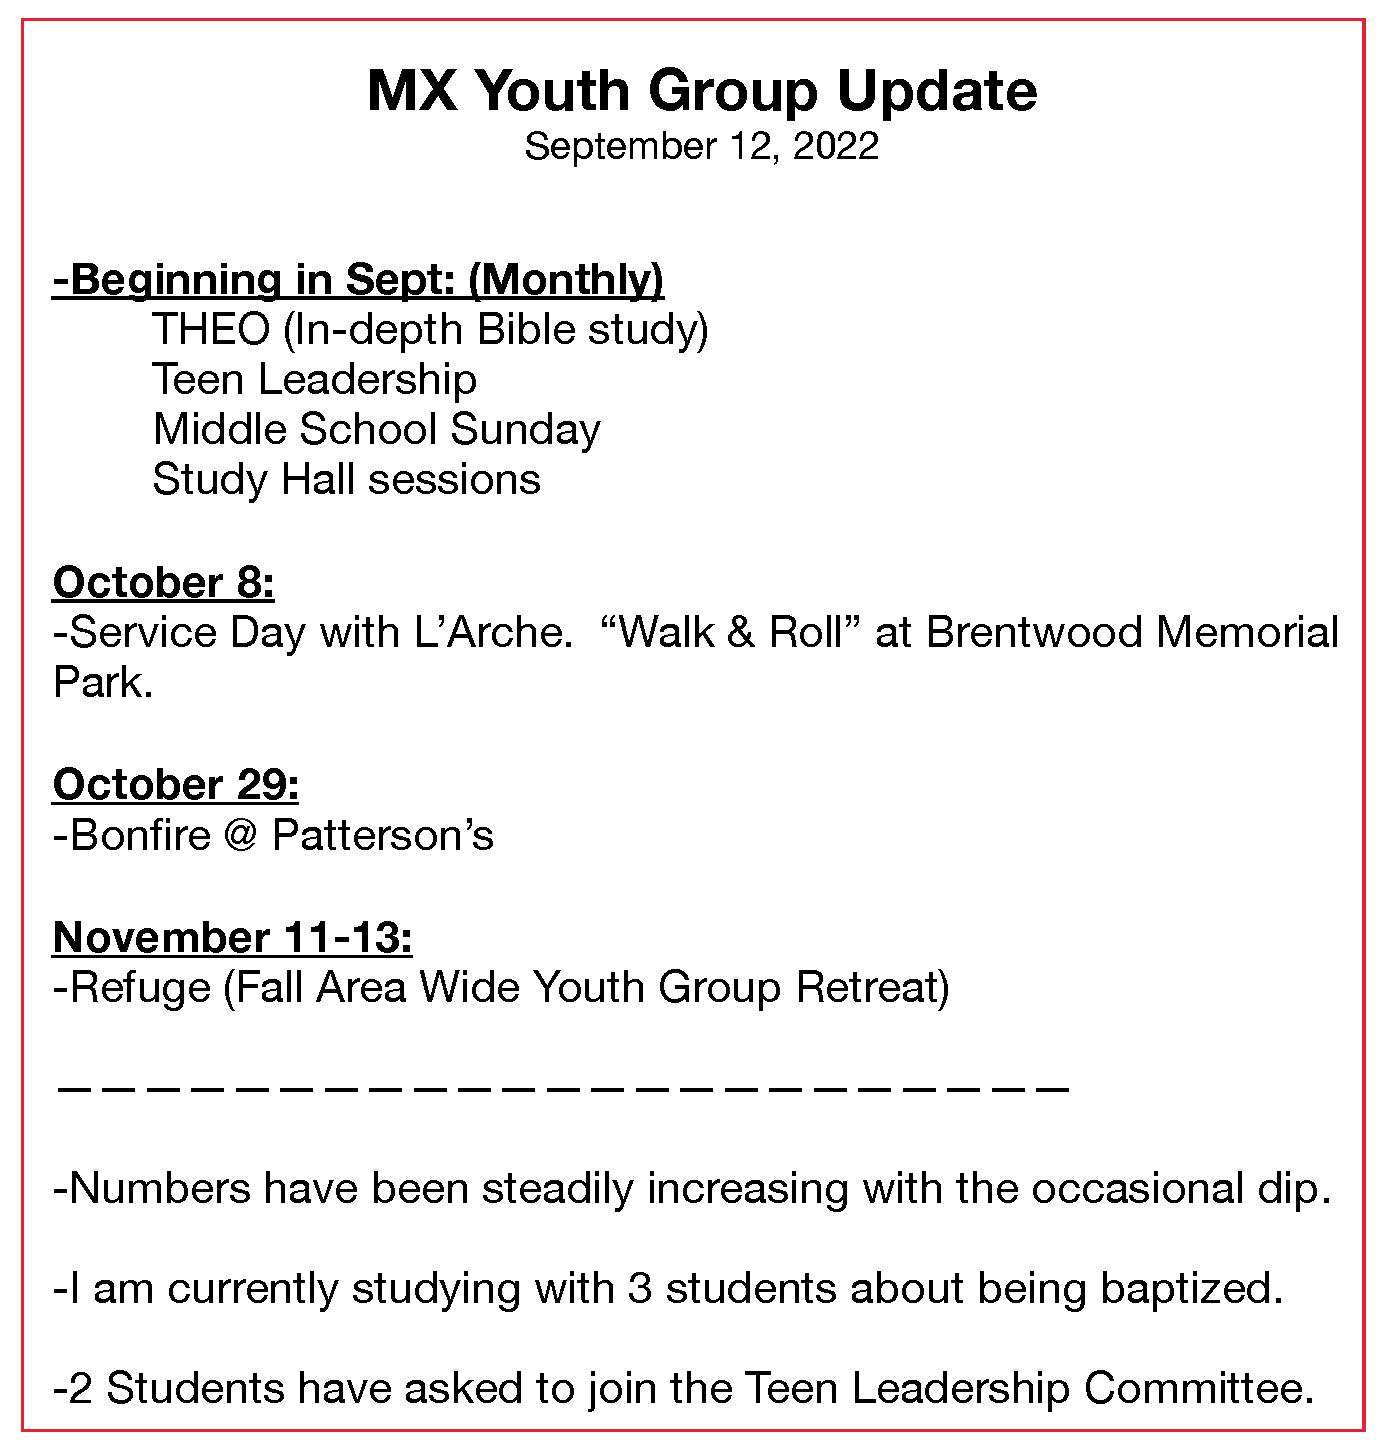 MX Youth Group Update
September 12, 2022
-Beginning in Sept: (Monthly)
THEO (In-depth Bible study)
Teen Leadership
Middle School Sunday
Study Hall sessions
October 8:
-Service Day with L’Arche.  “Walk & Roll” at Brentwood Memorial
Park.
October 29:
-Bonfire @ Patterson’s
November 11-13:
-Refuge (Fall Area Wide Youth Group Retreat)
———————————————————————
-Numbers have been steadily increasing with the occasional dip.
-I am currently studying with 3 students about being baptized.
-2 Students have asked to join the Teen Leadership Committee.